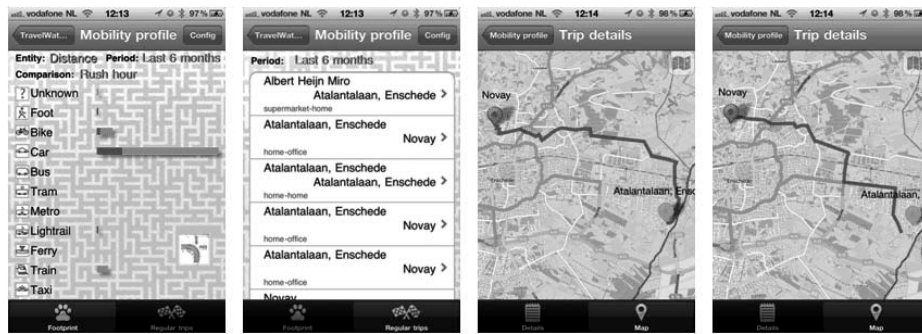 vodafone NL 12:13 97%
TravelWat... Mobility profile Config
Entity: Distance Period: Last 6 months
Comparison: Rush hour
? Unknown
Foot
Bike
Car
Bus
Tram
Metro
Lightrail
Ferry
Train
Taxi
Footprint Regular trips
vodafone NL 12:13 97%
TravelWat... Mobility profile Config
Period: Last 6 months
Albert Heijn Miro
Atalantalaan, Enschede >
supermarket-home
Atalantalaan, Enschede
Novay >
home-office
Atalantalaan, Enschede
Atalantalaan, Enschede >
home-home
Atalantalaan, Enschede
Novay >
home-office
Atalantalaan, Enschede
Novay >
home-office
Novay
Footprint Regular trips
vodafone NL 12:14 98%
Mobility profile Trip details
Novay
Enschede
Atalantalaan, Ensc
Details Map
vodafone NL 12:14 98%
Mobility profile Trip details
Novay
Atalantalaan,
Details Map